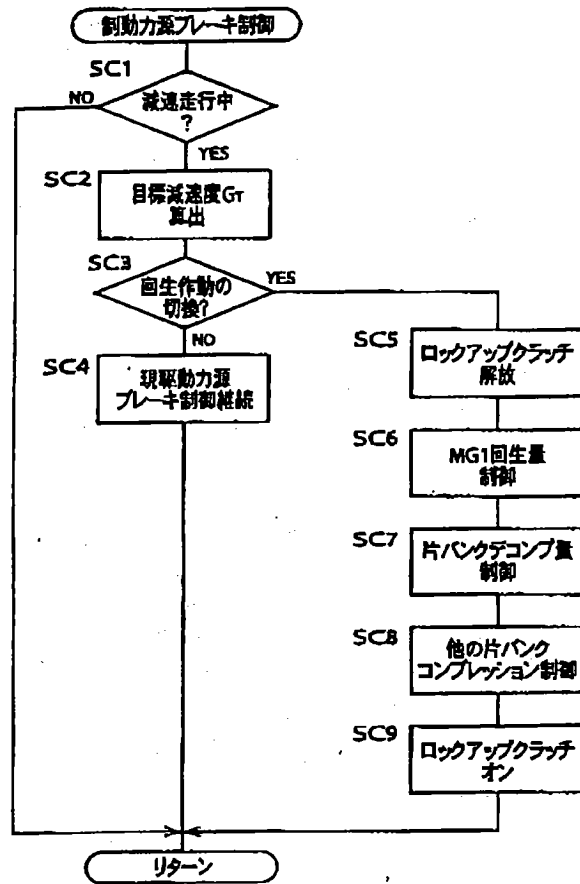 制動力源ブレーキ制御
SC1
減速走行中
?
NO
YES
SC2
目標減速度GT
算出
SC3
回生作動の
切換?
YES
NO
SC4
現駆動力源
ブレーキ制御継続
SC5
ロックアップクラッチ
解放
SC6
MG1回生量
制御
SC7
片バンクデコンプ量
制御
SC8
他の片バンク
コンプレッション制御
SC9
ロックアップクラッチ
オン
リターン